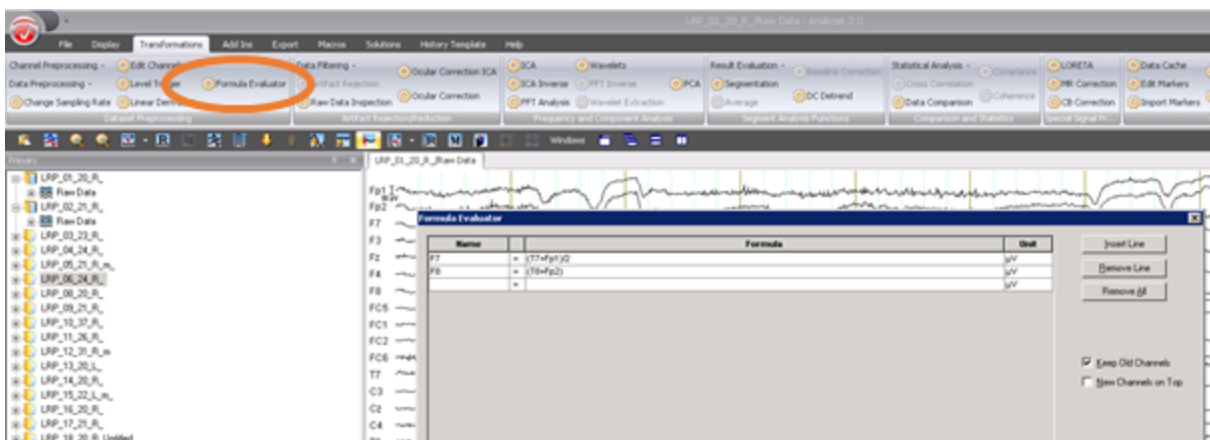 LRP_01_20_R_/Raw Data - Analyzer 2.0
File Display Transformations Add Ins Export Macros Solutions History Template Help
Channel Preprocessing Edit Channels Data Filtering Ocular Correction ICA ICA Wavelets Result Evaluation Baseline Correction Statistical Analysis Covariance LORETA Data Cache
Data Preprocessing Level Trigger Formula Evaluator Artifact Rejection ICA Inverse FFT Inverse PCA Segmentation Cross Correlation MR Correction Edit Markers
Change Sampling Rate Linear Raw Data Inspection Ocular Correction FFT Analysis Wavelet Extraction Average DC Detrend Data Comparison Coherence CB Correction Import Markers
Dataset Preprocessing Artifact Rejection/Reduction Frequency and Component Analysis Segment Analysis Functions Comparison and Statistics Special Signal Pr...
Windows
Primary
LRP_01_20_R_/Raw Data
LRP_01_20_R_
Raw Data
LRP_02_21_R_
Raw Data
LRP_03_23_R_
LRP_04_24_R_
LRP_05_21_R_m_
LRP_06_24_R_
LRP_08_20_R_
LRP_09_21_R_
LRP_10_37_R_
LRP_11_26_R_
LRP_12_31_R_m
LRP_13_20_L_
LRP_14_20_R_
LRP_15_22_L_m_
LRP_16_20_R_
LRP_17_21_R_
LRP_18_20_R_Untitled
Fp1
Fp2
F7
F3
Fz
F4
F8
FC5
FC1
FC2
FC6
T7
C3
Cz
C4
Formula Evaluator
Name Formula Unit
F7 = (T7+Fp1)/2 µV
F8 = (T8+Fp2) µV
= µV
Insert Line
Remove Line
Remove All
Keep Old Channels
New Channels on Top